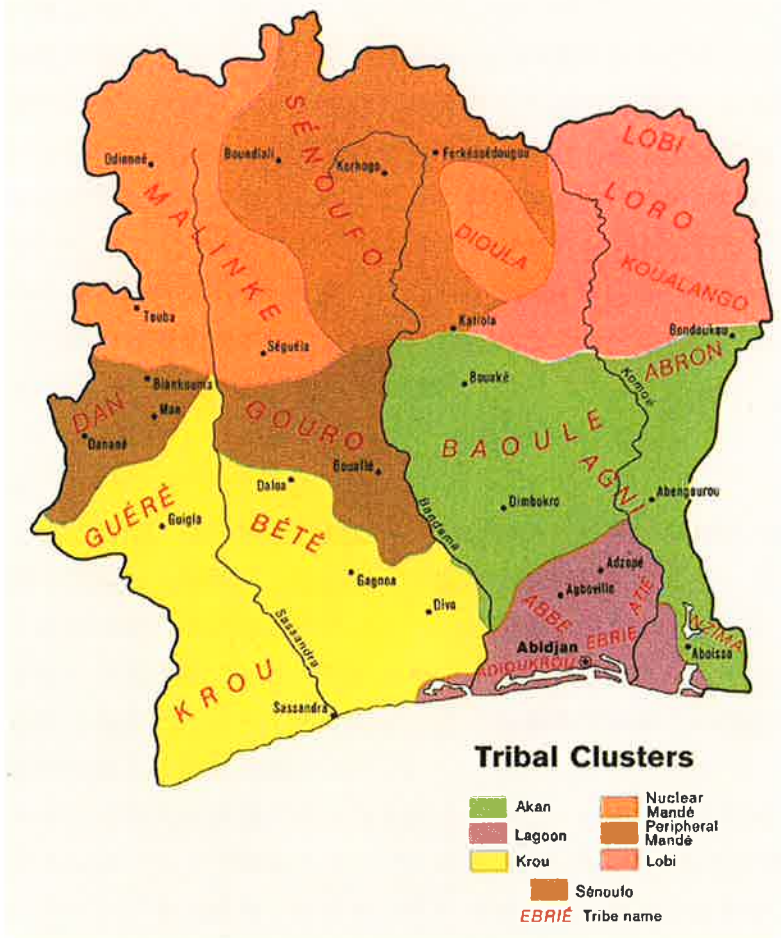 LOBI
SÉNOUFO
Boundiali
Korhogo
Ferkéssédougou
Odienné
LORO
MALINKE
DIOULA
KOUALANGO
Touba
Katiola
Bondoukou
Séguéla
ABRON
Biankouma
Bouaké
Komoé
DAN
Man
GOURO
BAOULE
Danané
Bouaflé
AGNI
Daloa
Dimbokro
Abengourou
GUÉRÉ
Guigla
BÉTÉ
Bandama
Gagnoa
Adzopé
Agboville
ATIÉ
Divo
ABBE
Sassandra
EBRIE
NZIMA
Abidjan
Aboisso
ADIOUKROU
KROU
Sassandra
Tribal Clusters
Akan
Nuclear
Mandé
Lagoon
Peripheral
Mandé
Krou
Lobi
Sénoufo
EBRIÉ Tribe name